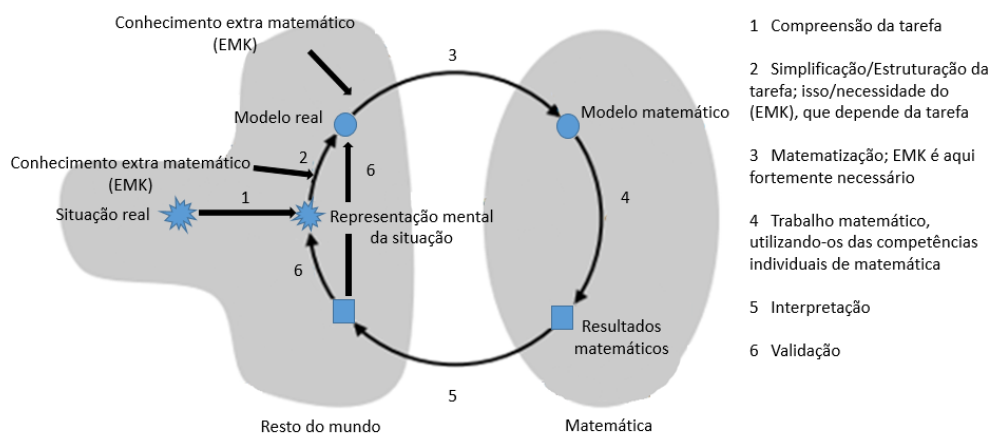 Conhecimento extra matemático
(EMK)
3
Modelo real
Modelo matemático
Conhecimento extra matemático
(EMK)
2
6
1
4
Situação real
Representação mental
da situação
6
Resultados
matemáticos
5
Resto do mundo
Matemática
1 Compreensão da tarefa
2 Simplificação/Estruturação da
tarefa; isso/necessidade do
(EMK), que depende da tarefa
3 Matematização; EMK é aqui
fortemente necessário
4 Trabalho matemático,
utilizando-os das competências
individuais de matemática
5 Interpretação
6 Validação